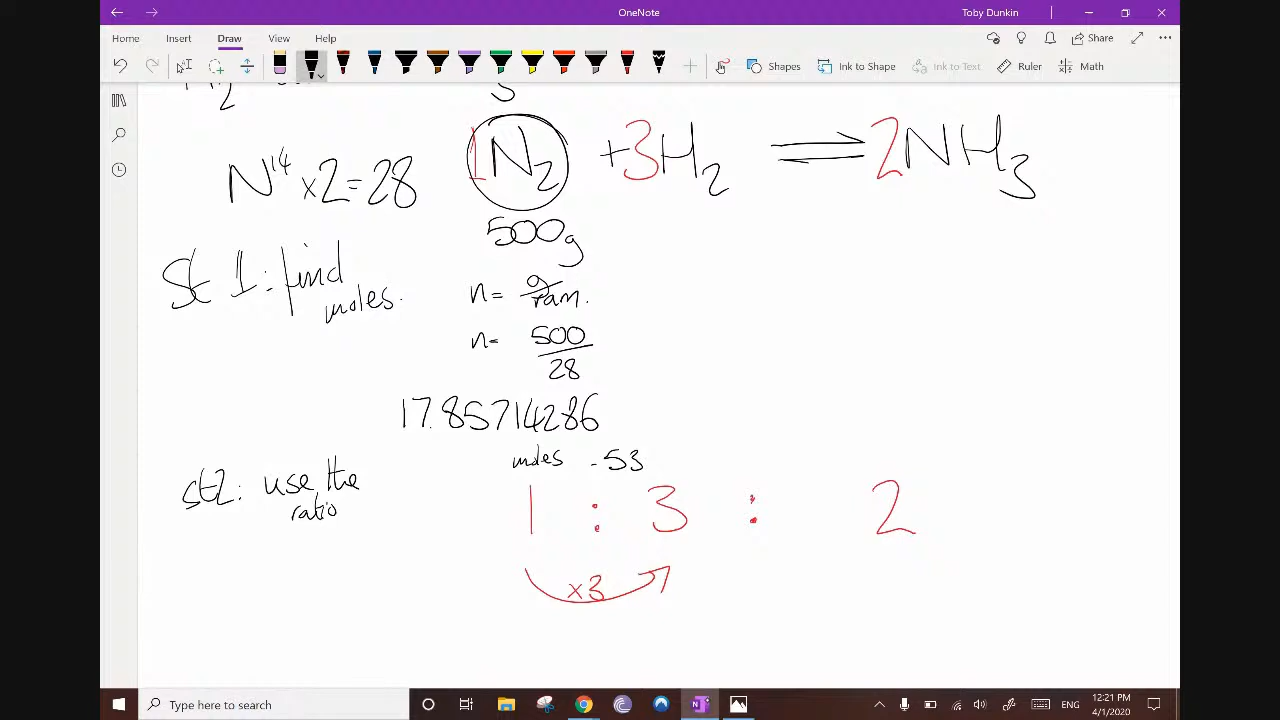 OneNote
Toby Dunkin
Home Insert Draw View Help
Share
Shapes
Ink to Shape
Ink to Text
Ruler
Math
N¹⁴ x2=28
1N₂ +3H₂ ⇌ 2NH₃
500g
St 1: find
moles.
n= g/ram.
n= 500/28
17.85714286
moles .53
st2: use the
ratio
1 : 3 : 2
x3
Type here to search
ENG
12:21 PM
4/1/2020